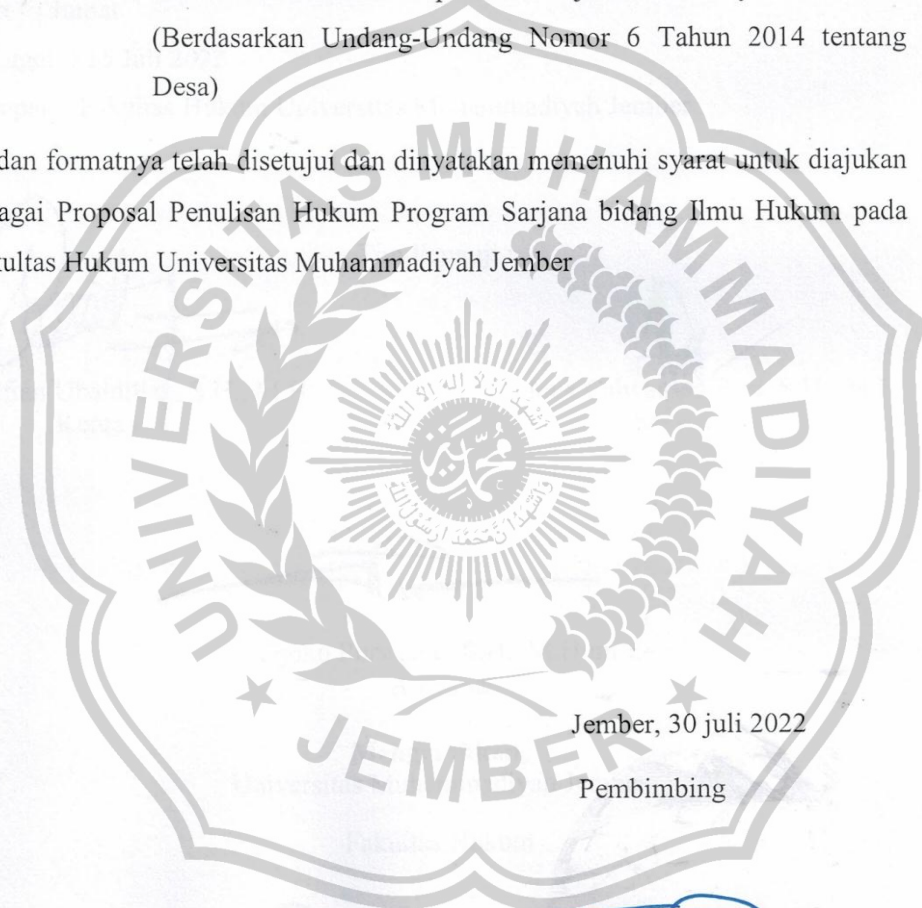 (Berdasarkan Undang-Undang Nomor 6 Tahun 2014 tentang
Desa)
dan formatnya telah disetujui dan dinyatakan memenuhi syarat untuk diajukan
bagai Proposal Penulisan Hukum Program Sarjana bidang Ilmu Hukum pada
kultas Hukum Universitas Muhammadiyah Jember
UNIVERSITAS MUHAMMADIYAH
JEMBER
Jember, 30 juli 2022
Pembimbing